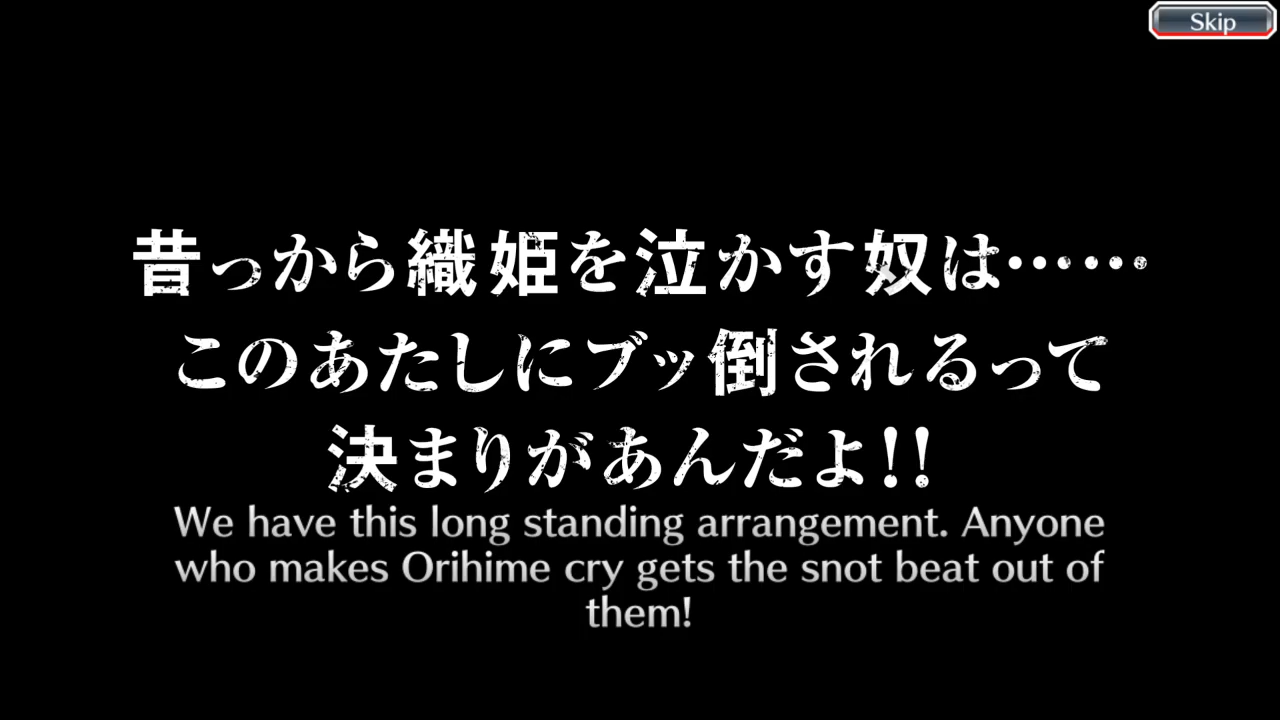 Skip
昔っから織姫を泣かす奴は……
このあたしにブッ倒されるって
決まりがあんだよ!!
We have this long standing arrangement. Anyone
who makes Orihime cry gets the snot beat out of
them!